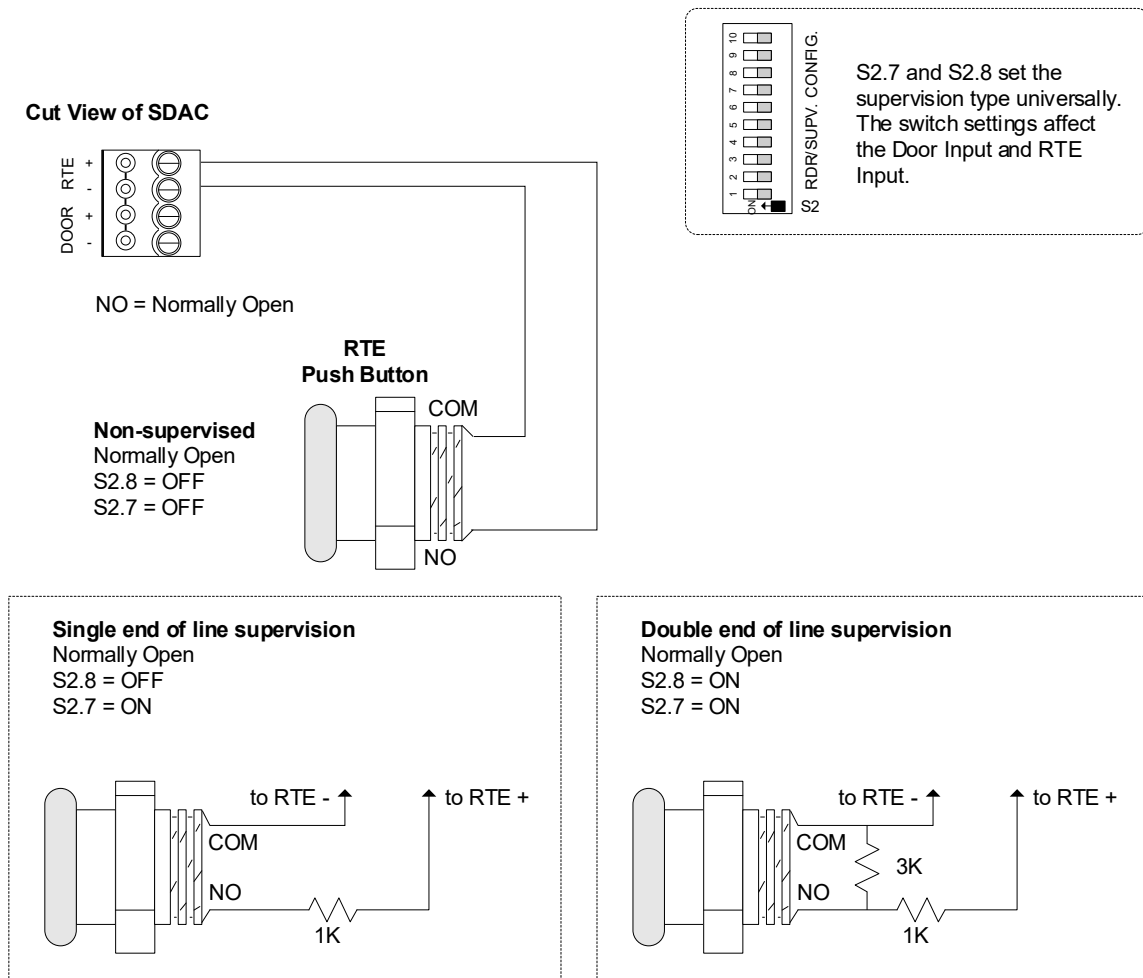 Cut View of SDAC
RTE
+
-
DOOR
+
-
NO = Normally Open
10
9
8
7
6
5
4
3
2
1
ON
RDR/SUPV. CONFIG.
S2
S2.7 and S2.8 set the
supervision type universally.
The switch settings affect
the Door Input and RTE
Input.
RTE
Push Button
COM
NO
Non-supervised
Normally Open
S2.8 = OFF
S2.7 = OFF
Single end of line supervision
Normally Open
S2.8 = OFF
S2.7 = ON
to RTE -
to RTE +
COM
NO
1K
Double end of line supervision
Normally Open
S2.8 = ON
S2.7 = ON
to RTE -
to RTE +
COM
3K
NO
1K